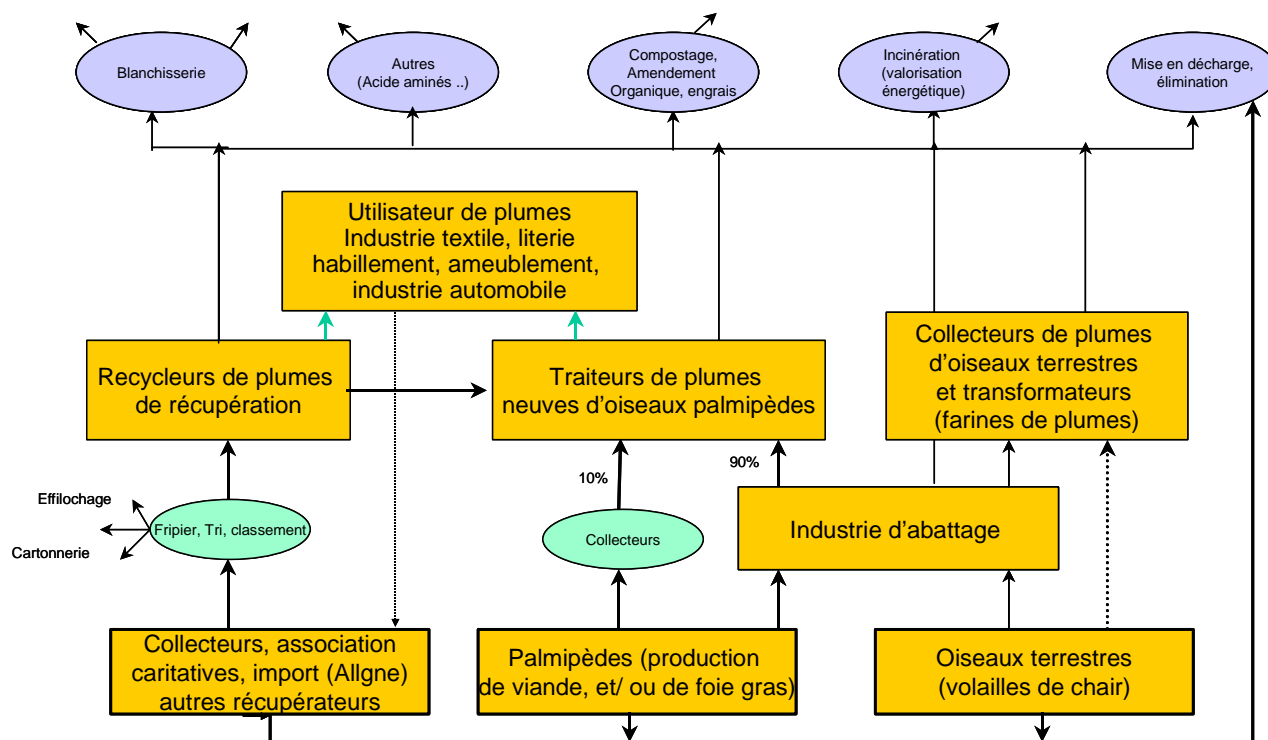 Blanchisserie
Autres
(Acide aminés ..)
Compostage,
Amendement
Organique, engrais
Incinération
(valorisation
énergétique)
Mise en décharge,
élimination
Utilisateur de plumes
Industrie textile, literie
habillement, ameublement,
industrie automobile
Recycleurs de plumes
de récupération
Traiteurs de plumes
neuves d'oiseaux palmipèdes
Collecteurs de plumes
d'oiseaux terrestres
et transformateurs
(farines de plumes)
10%
90%
Effilochage
Cartonnerie
Fripier, Tri, classement
Collecteurs
Industrie d'abattage
Collecteurs, association
caritatives, import (Allgne)
autres récupérateurs
Palmipèdes (production
de viande, et/ ou de foie gras)
Oiseaux terrestres
(volailles de chair)